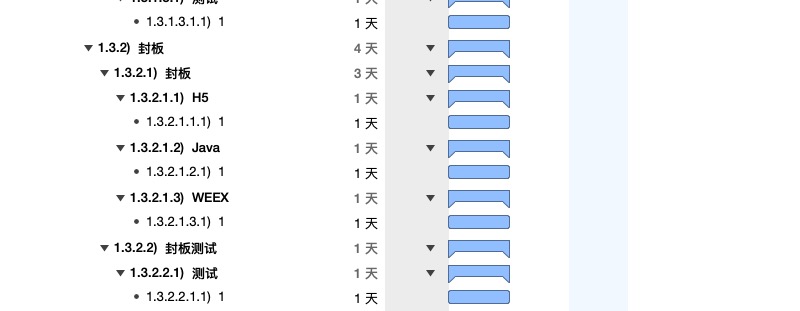 1.3.1.3.1.1) 1 1 天
1.3.2) 封板 4 天
1.3.2.1) 封板 3 天
1.3.2.1.1) H5 1 天
1.3.2.1.1.1) 1 1 天
1.3.2.1.2) Java 1 天
1.3.2.1.2.1) 1 1 天
1.3.2.1.3) WEEX 1 天
1.3.2.1.3.1) 1 1 天
1.3.2.2) 封板测试 1 天
1.3.2.2.1) 测试 1 天
1.3.2.2.1.1) 1 1 天